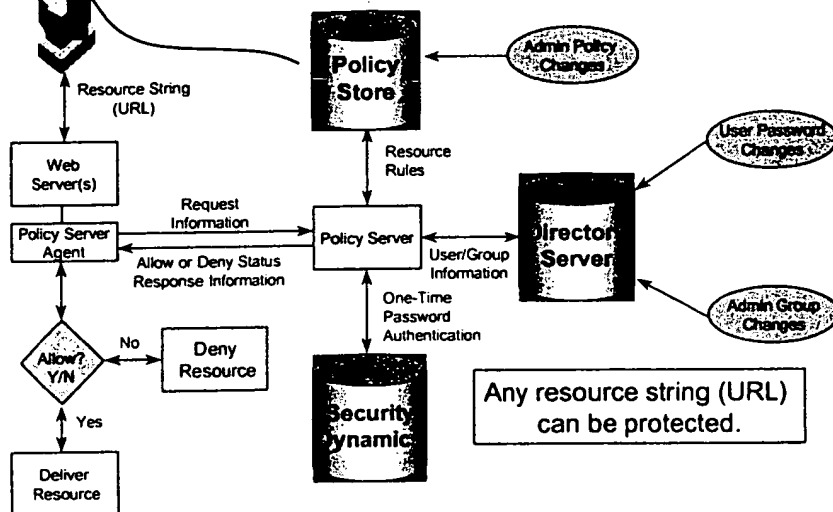 Policy
Store
Admin Policy
Changes
Resource String
(URL)
User Password
Changes
Web
Server(s)
Resource
Rules
Request
Information
Policy Server
Agent
Policy Server
Director
Server
Allow or Deny Status
Response Information
User/Group
Information
One-Time
Password
Authentication
Admin Group
Changes
Allow?
Y/N
No
Deny
Resource
Yes
Security
ynamic
Any resource string (URL)
can be protected.
Deliver
Resource